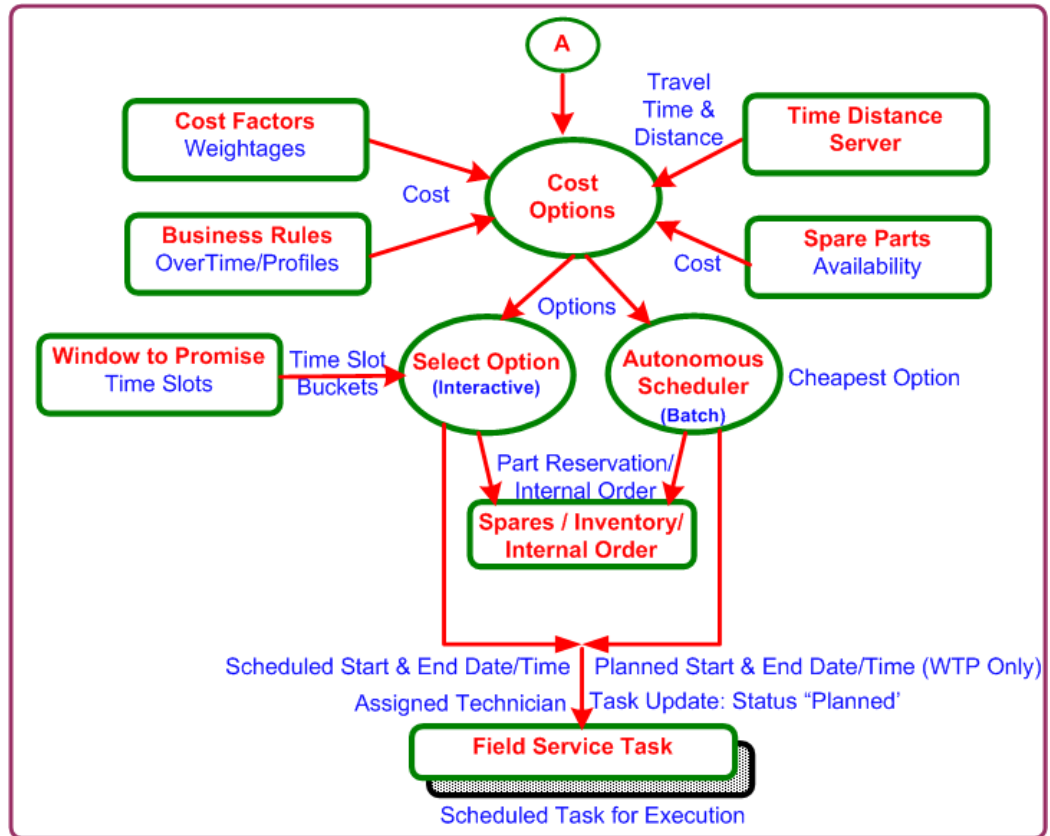 A
Travel
Time &
Distance
Cost Factors
Weightages
Time Distance
Server
Cost
Cost
Options
Business Rules
OverTime/Profiles
Spare Parts
Availability
Cost
Options
Window to Promise
Time Slots
Time Slot
Buckets
Select Option
(Interactive)
Autonomous
Scheduler
(Batch)
Cheapest Option
Part Reservation/
Internal Order
Spares / Inventory/
Internal Order
Scheduled Start & End Date/Time
Planned Start & End Date/Time (WTP Only)
Assigned Technician
Task Update: Status “Planned’
Field Service Task
Scheduled Task for Execution